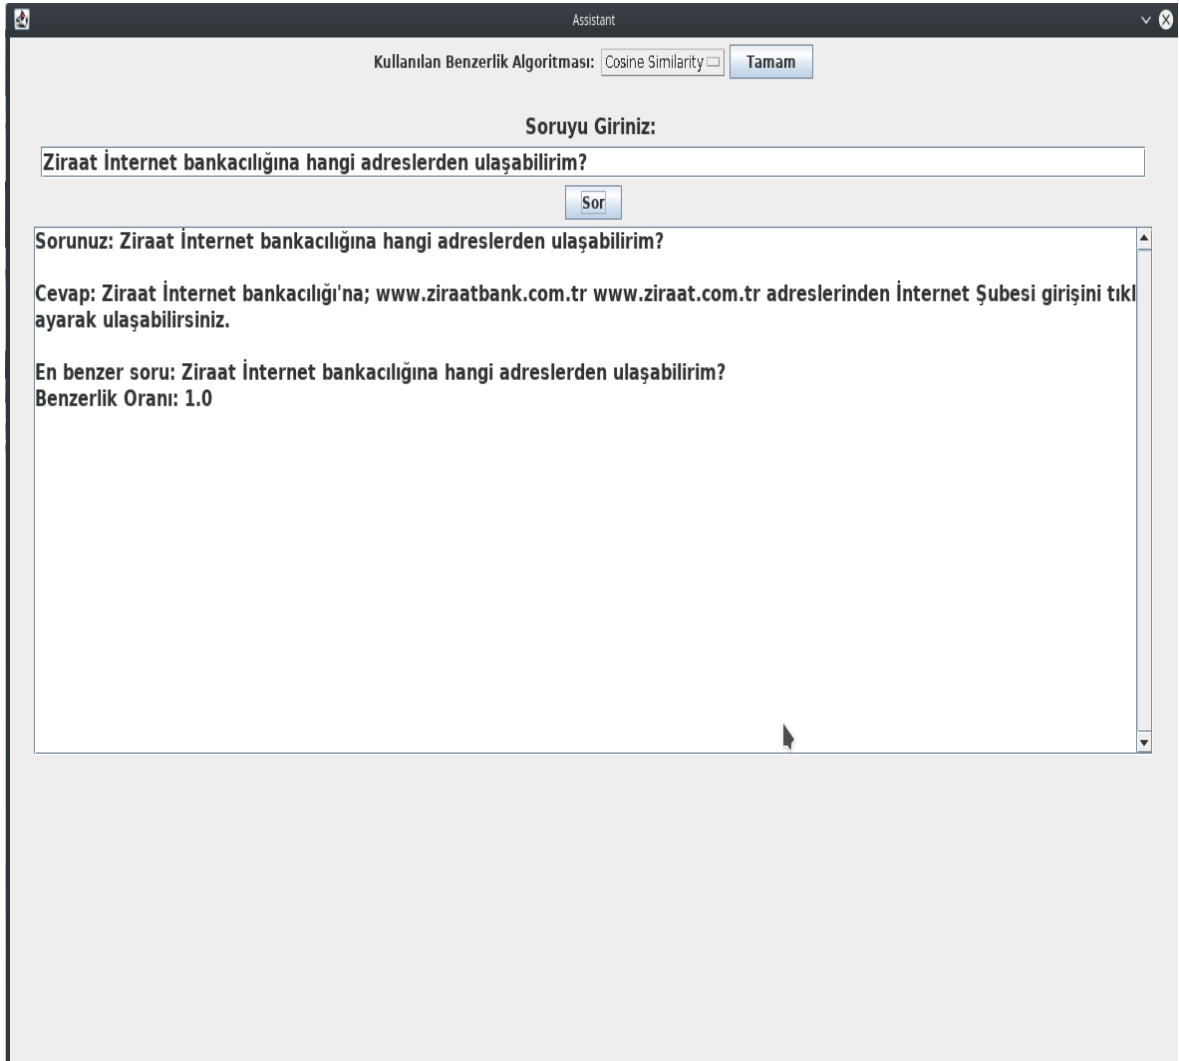 Assistant
Kullanılan Benzerlik Algoritması: Cosine Similarity Tamam
Soruyu Giriniz:
Ziraat İnternet bankacılığına hangi adreslerden ulaşabilirim?
Sor
Sorunuz: Ziraat İnternet bankacılığına hangi adreslerden ulaşabilirim?
Cevap: Ziraat İnternet bankacılığı'na; www.ziraatbank.com.tr www.ziraat.com.tr adreslerinden İnternet Şubesi girişini tıkl
ayarak ulaşabilirsiniz.
En benzer soru: Ziraat İnternet bankacılığına hangi adreslerden ulaşabilirim?
Benzerlik Oranı: 1.0